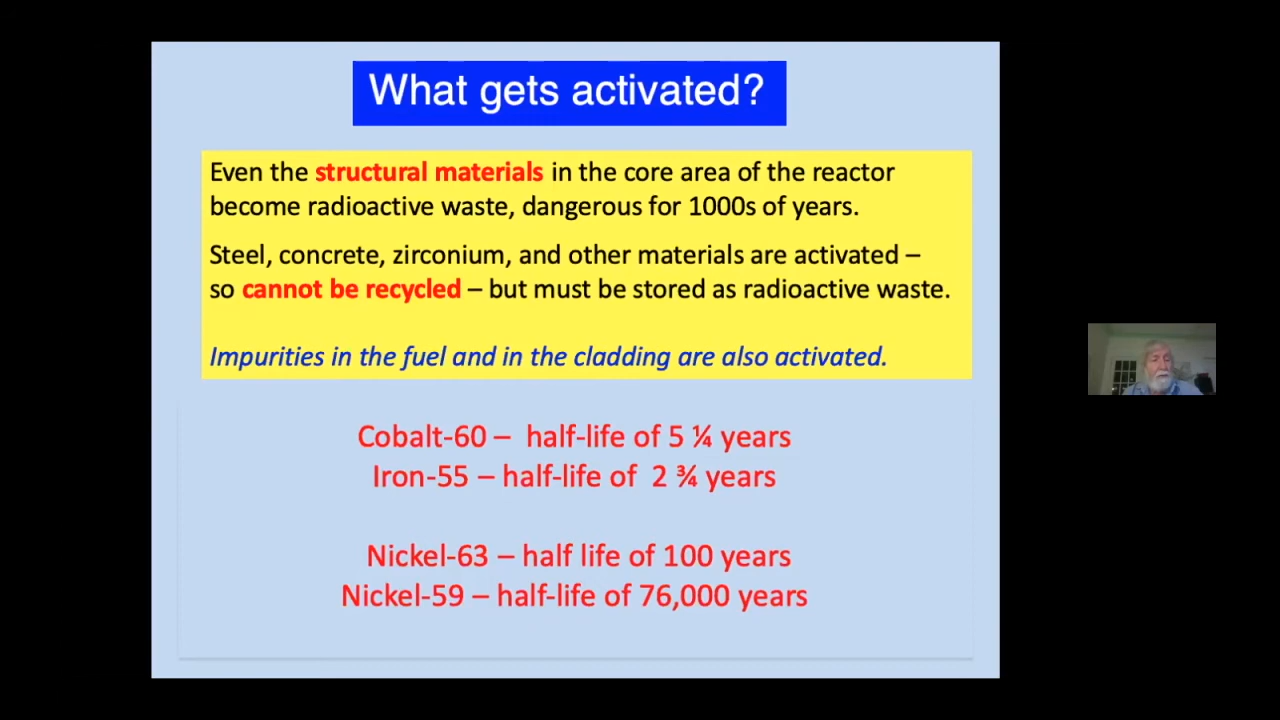 What gets activated?
Even the structural materials in the core area of the reactor
become radioactive waste, dangerous for 1000s of years.
Steel, concrete, zirconium, and other materials are activated –
so cannot be recycled – but must be stored as radioactive waste.
Impurities in the fuel and in the cladding are also activated.
Cobalt-60 – half-life of 5 ¼ years
Iron-55 – half-life of 2 ¾ years
Nickel-63 – half life of 100 years
Nickel-59 – half-life of 76,000 years